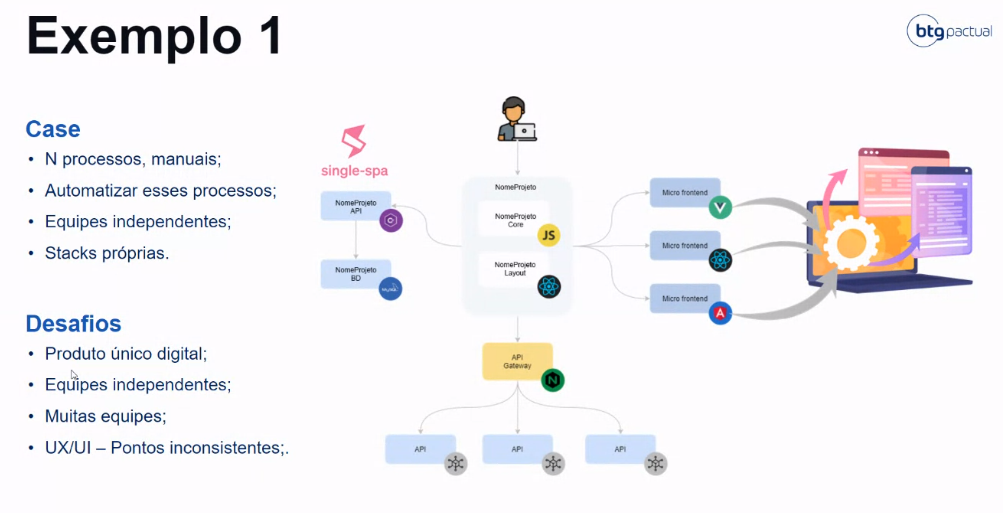 Exemplo 1
btgpactual
Case
• N processos, manuais;
• Automatizar esses processos;
• Equipes independentes;
• Stacks próprias.
Desafios
• Produto único digital;
• Equipes independentes;
• Muitas equipes;
• UX/UI – Pontos inconsistentes;.
single-spa
NomeProjeto
API
NomeProjeto
BD
MySQL
NomeProjeto
NomeProjeto
Core
JS
NomeProjeto
Layout
Micro frontend
Micro frontend
Micro frontend
A
API
Gateway
N
API
API
API